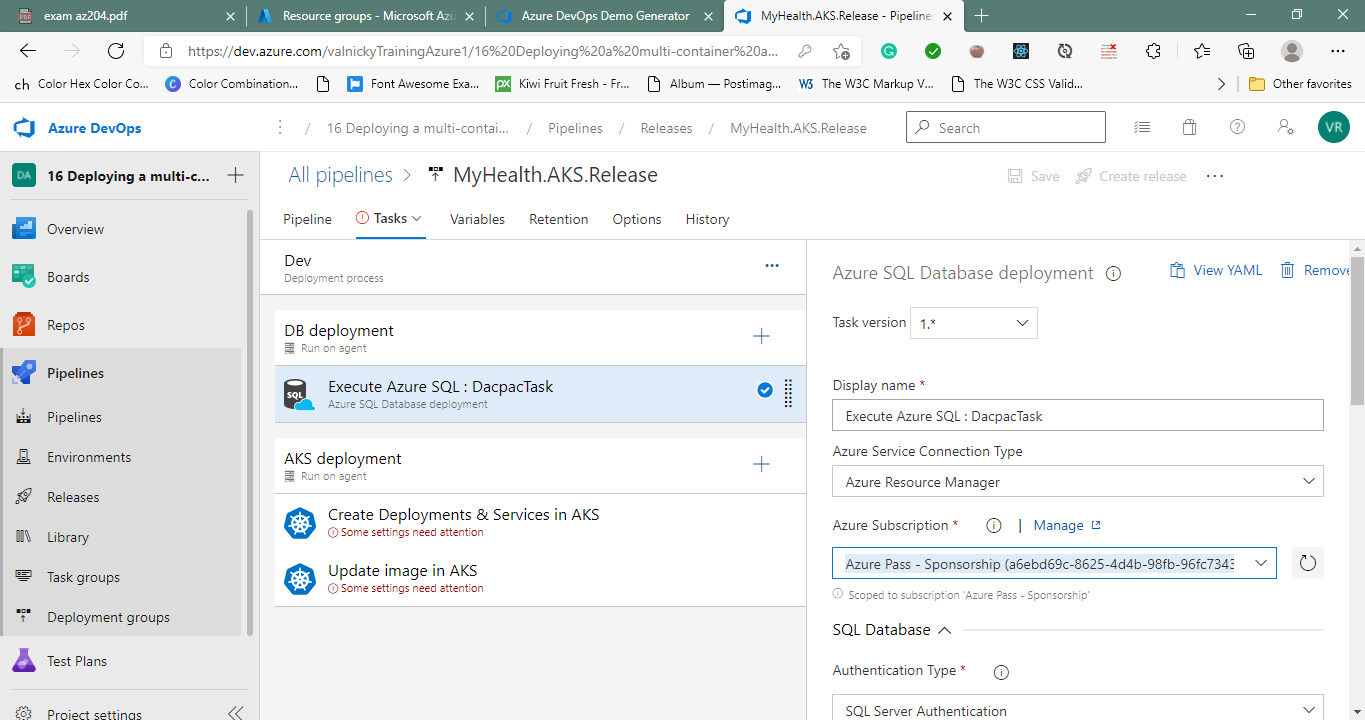 exam az204.pdf
Resource groups - Microsoft Azu
Azure DevOps Demo Generator
MyHealth.AKS.Release - Pipelines
https://dev.azure.com/valnickyTrainingAzure1/16%20Deploying%20a%20multi-container%20a...
ch Color Hex Color Co...
C Color Combination...
Font Awesome Exa...
px Kiwi Fruit Fresh - Fr...
Album — Postimag...
W3 The W3C Markup V...
The W3C CSS Valid...
Other favorites
Azure DevOps
/ 16 Deploying a multi-contai... / Pipelines / Releases / MyHealth.AKS.Release
Search
VR
DA 16 Deploying a multi-c...
Overview
Boards
Repos
Pipelines
Pipelines
Environments
Releases
Library
Task groups
Deployment groups
Test Plans
Project settings
All pipelines > MyHealth.AKS.Release
Save
Create release
Pipeline
Tasks
Variables
Retention
Options
History
Dev
Deployment process
DB deployment
Run on agent
SQL
Execute Azure SQL : DacpacTask
Azure SQL Database deployment
AKS deployment
Run on agent
Create Deployments & Services in AKS
Some settings need attention
Update image in AKS
Some settings need attention
Azure SQL Database deployment
View YAML
Remove
Task version
1.*
Display name *
Execute Azure SQL : DacpacTask
Azure Service Connection Type
Azure Resource Manager
Azure Subscription *
| Manage
Azure Pass - Sponsorship (a6ebd69c-8625-4d4b-98fb-96fc7343
Scoped to subscription 'Azure Pass - Sponsorship'
SQL Database
Authentication Type *
SQL Server Authentication